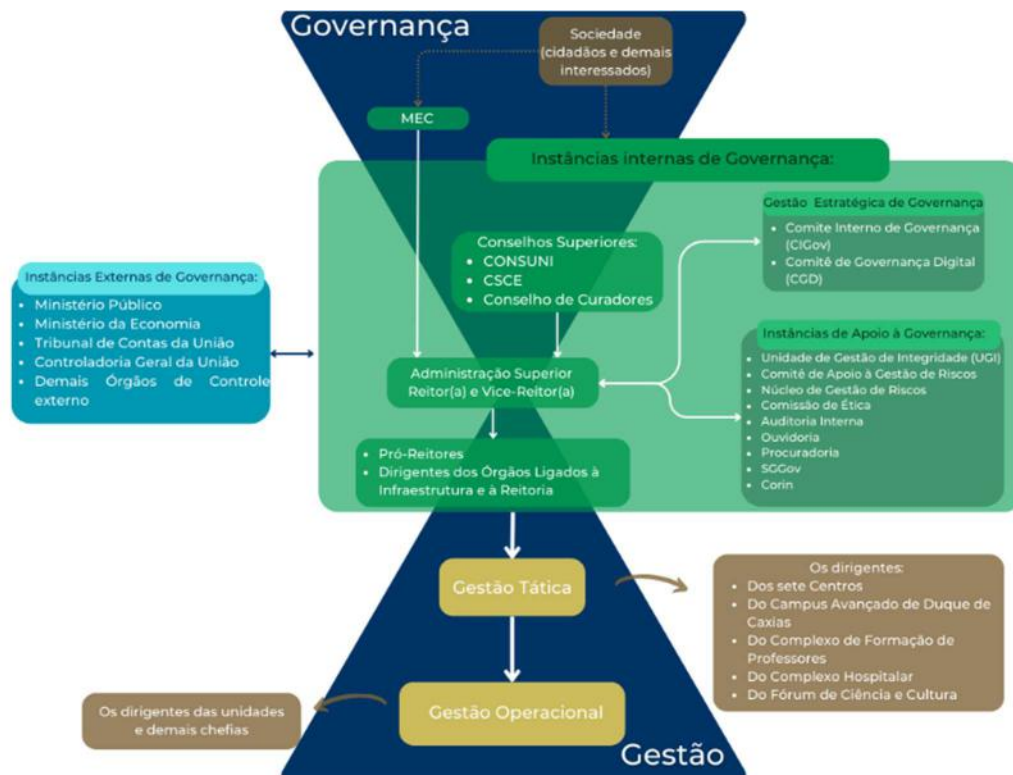 Governança
Sociedade
(cidadãos e demais
interessados)
MEC
Instâncias internas de Governança:
Gestão Estratégica de Governança
• Comite Interno de Governança
(CIGov)
• Comitê de Governança Digital
(CGD)
Conselhos Superiores:
• CONSUNI
• CSCE
• Conselho de Curadores
Instâncias Externas de Governança:
• Ministério Público
• Ministério da Economia
• Tribunal de Contas da União
• Controladoria Geral da União
• Demais Órgãos de Controle
externo
Instâncias de Apoio à Governança:
• Unidade de Gestão de Integridade (UGI)
• Comitê de Apoio à Gestão de Riscos
• Núcleo de Gestão de Riscos
• Comissão de Ética
• Auditoria Interna
• Ouvidoria
• Procuradoria
• SGGov
• Corin
Administração Superior
Reitor(a) e Vice-Reitor(a)
• Pró-Reitores
• Dirigentes dos Órgãos Ligados à
Infraestrutura e à Reitoria
Gestão Tática
Os dirigentes:
• Dos sete Centros
• Do Campus Avançado de Duque de
Caxias
• Do Complexo de Formação de
Professores
• Do Complexo Hospitalar
• Do Fórum de Ciência e Cultura
Gestão Operacional
Os dirigentes das unidades
e demais chefias
Gestão